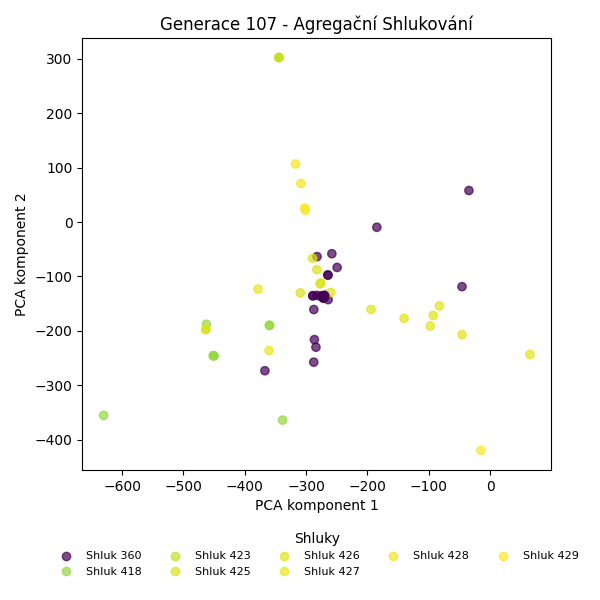 Generace 107 - Agregační Shlukování
PCA komponent 2
300
200
100
0
−100
−200
−300
−400
−600
−500
−400
−300
−200
−100
0
PCA komponent 1
Shluky
Shluk 360
Shluk 423
Shluk 426
Shluk 428
Shluk 429
Shluk 418
Shluk 425
Shluk 427